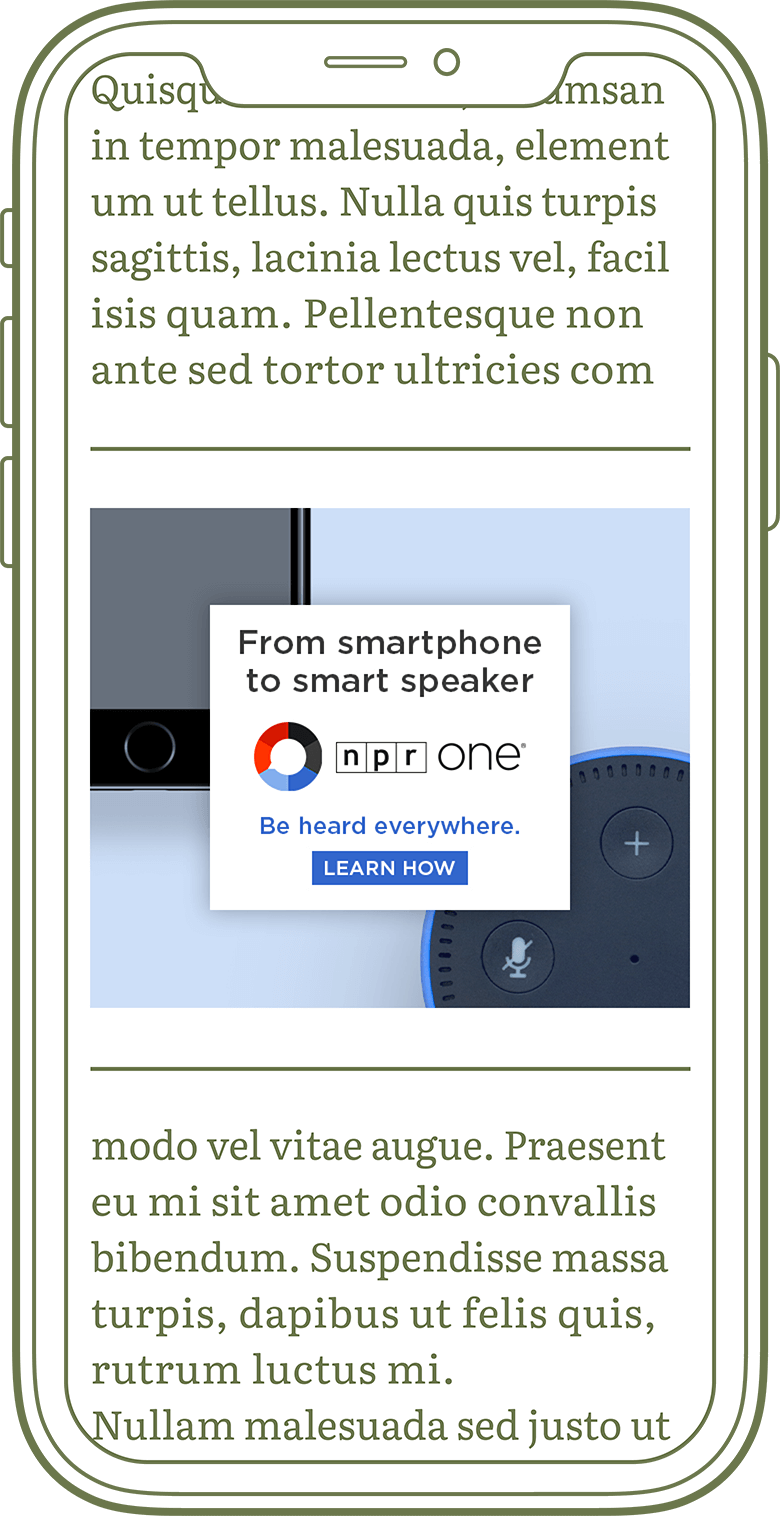 in tempor malesuada, element
um ut tellus. Nulla quis turpis
sagittis, lacinia lectus vel, facil
isis quam. Pellentesque non
ante sed tortor ultricies com
From smartphone
to smart speaker
npr one®
Be heard everywhere.
LEARN HOW
modo vel vitae augue. Praesent
eu mi sit amet odio convallis
bibendum. Suspendisse massa
turpis, dapibus ut felis quis,
rutrum luctus mi.
Nullam malesuada sed justo ut